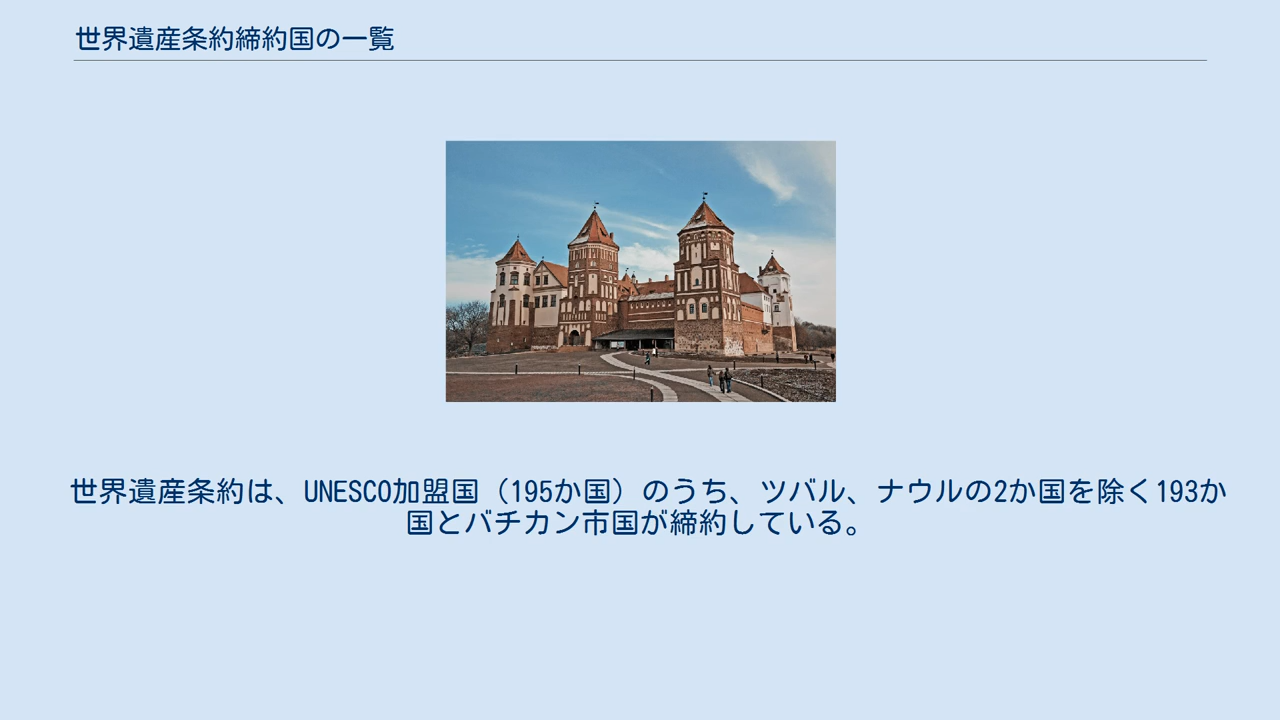 世界遺産条約締約国の一覧
世界遺産条約は、UNESCO加盟国（195か国）のうち、ツバル、ナウルの2か国を除く193か
国とバチカン市国が締約している。